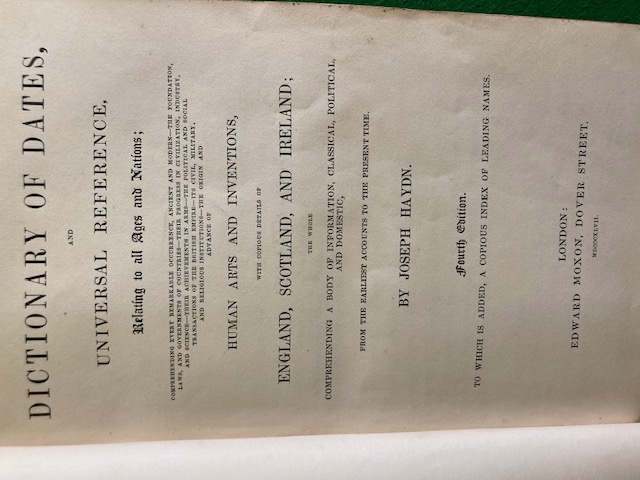 DICTIONARY OF DATES,
AND
UNIVERSAL REFERENCE,
Relating to all Ages and Nations;
COMPREHENDING EVERY REMARKABLE OCCURRENCE, ANCIENT AND MODERN—THE FOUNDATION,
LAWS, AND GOVERNMENTS OF COUNTRIES—THEIR PROGRESS IN CIVILIZATION, INDUSTRY,
AND SCIENCE—THEIR ACHIEVEMENTS IN ARMS—THE POLITICAL AND SOCIAL
TRANSACTIONS OF THE BRITISH EMPIRE—ITS CIVIL, MILITARY,
AND RELIGIOUS INSTITUTIONS—THE ORIGIN AND
ADVANCE OF
HUMAN ARTS AND INVENTIONS,
WITH COPIOUS DETAILS OF
ENGLAND, SCOTLAND, AND IRELAND;
THE WHOLE
COMPREHENDING A BODY OF INFORMATION, CLASSICAL, POLITICAL,
AND DOMESTIC,
FROM THE EARLIEST ACCOUNTS TO THE PRESENT TIME.
BY JOSEPH HAYDN.
Fourth Edition.
TO WHICH IS ADDED, A COPIOUS INDEX OF LEADING NAMES.
LONDON:
EDWARD MOXON, DOVER STREET.
MDCCCXLVII.